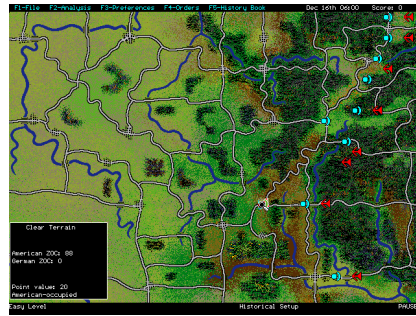 F1-File F2-Analysis F3-Preferences F4-Orders F5-History Book Dec 16th 06:00 Score: 0
Clear Terrain
American ZOC: 88
German ZOC: 0
Point value: 20
American-occupied
Easy Level Historical Setup PAUSE